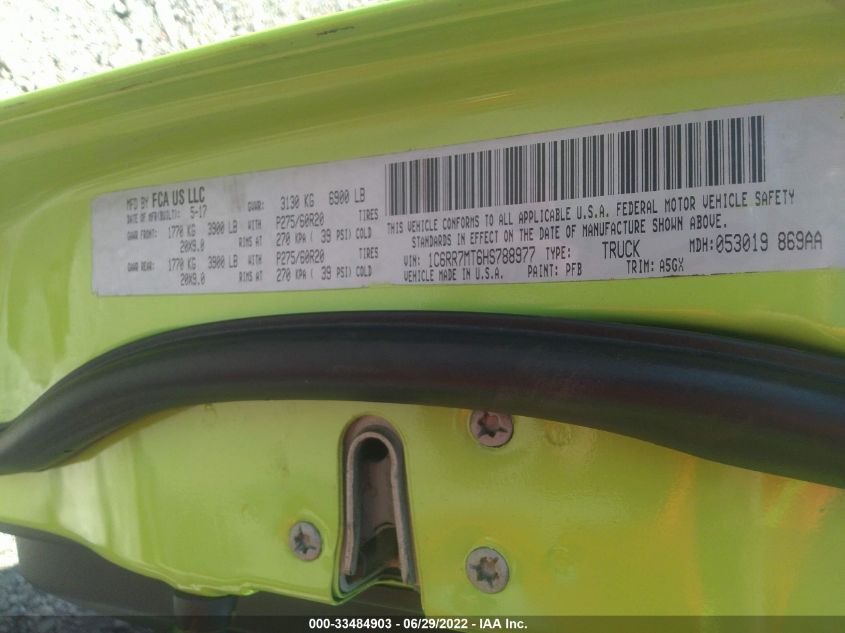 MFD BY FCA US LLC
DATE OF MFR(BUILT): 5-17 GVWR: 3130 KG 6900 LB
GAWR FRONT: 1770 KG 3900 LB WITH P275/60R20 TIRES
20X9.0 RIMS AT 270 KPA ( 39 PSI) COLD
GAWR REAR: 1770 KG 3900 LB WITH P275/60R20 TIRES
20X9.0 RIMS AT 270 KPA ( 39 PSI) COLD
THIS VEHICLE CONFORMS TO ALL APPLICABLE U.S.A. FEDERAL MOTOR VEHICLE SAFETY
STANDARDS IN EFFECT ON THE DATE OF MANUFACTURE SHOWN ABOVE.
VIN: 1C6RR7MT6HS788977 TYPE: TRUCK MDH: 053019 869AA
VEHICLE MADE IN U.S.A. PAINT: PFB TRIM: A5GX
000-33484903 - 06/29/2022 - IAA Inc.